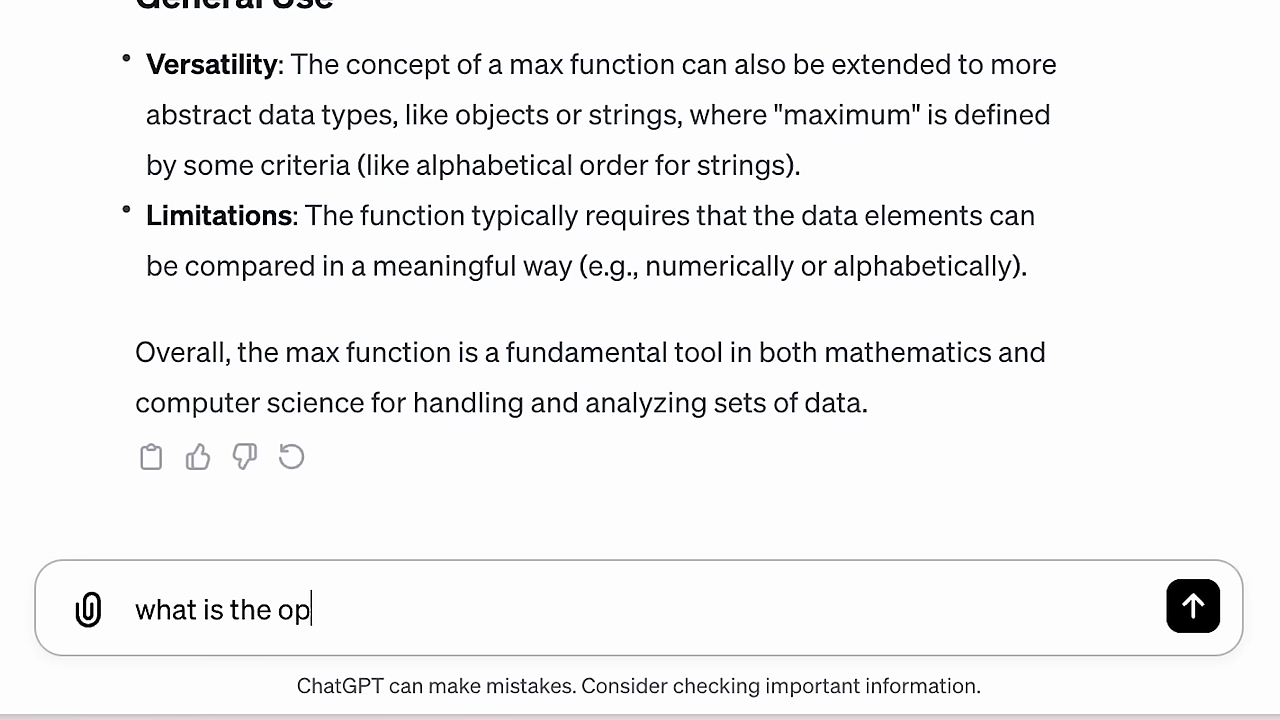 General Use
• Versatility: The concept of a max function can also be extended to more
abstract data types, like objects or strings, where "maximum" is defined
by some criteria (like alphabetical order for strings).
• Limitations: The function typically requires that the data elements can
be compared in a meaningful way (e.g., numerically or alphabetically).
Overall, the max function is a fundamental tool in both mathematics and
computer science for handling and analyzing sets of data.
what is the op
ChatGPT can make mistakes. Consider checking important information.